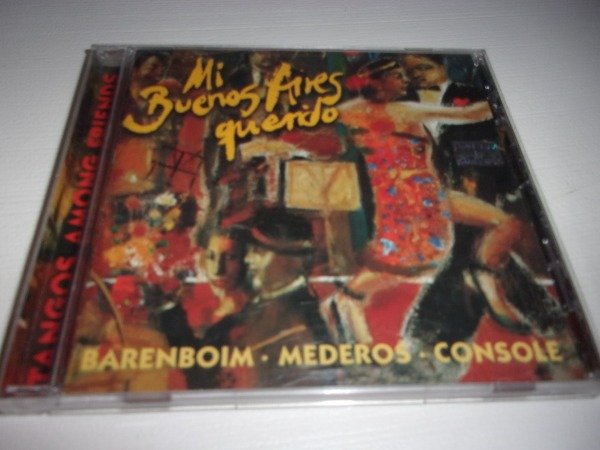 Mi
Buenos Aires
querido
TANGOS AMONG FRIENDS
BARENBOIM · MEDEROS · CONSOLE